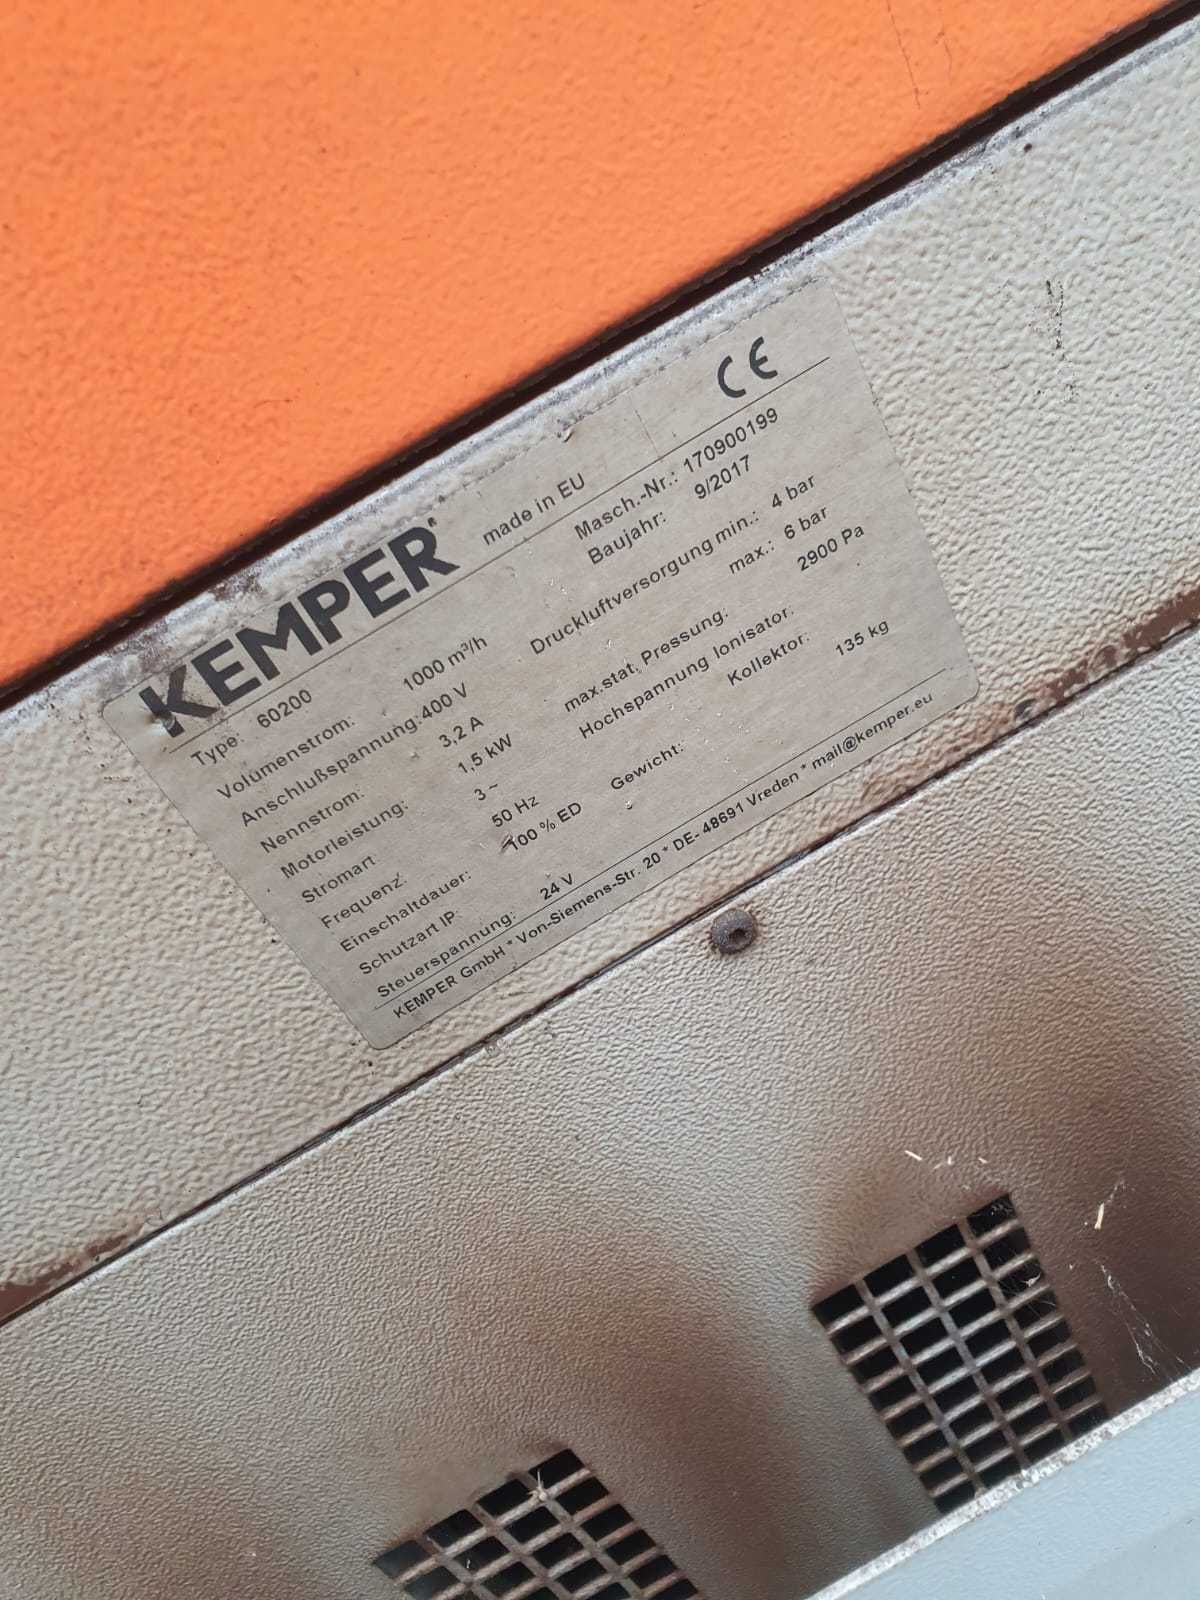 KEMPER® made in EU CE
Type: 60200 Masch.-Nr.: 170900199
Volumenstrom: 1000 m³/h Baujahr: 9/2017
Anschlußspannung: 400 V Druckluftversorgung min.: 4 bar
Nennstrom: 3,2 A max.: 6 bar
Motorleistung: 1,5 kW max.stat. Pressung: 2900 Pa
Stromart: 3 ~ Hochspannung Ionisator:
Frequenz: 50 Hz Kollektor:
Einschaltdauer: 100 % ED Gewicht: 135 kg
Schutzart IP:
Steuerspannung: 24 V
KEMPER GmbH * Von-Siemens-Str. 20 * DE- 48691 Vreden * mail@kemper.eu